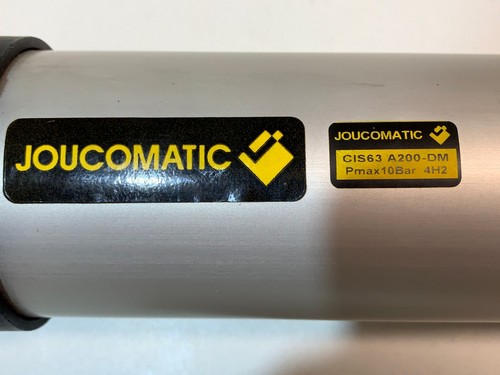 JOUCOMATIC
JOUCOMATIC
CIS63 A200-DM
Pmax10Bar 4H2